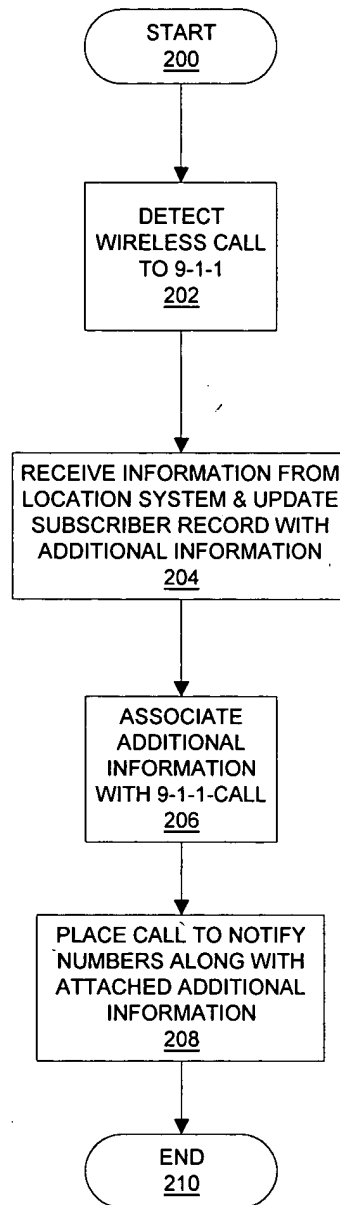 START
200
DETECT
WIRELESS CALL
TO 9-1-1
202
RECEIVE INFORMATION FROM
LOCATION SYSTEM & UPDATE
SUBSCRIBER RECORD WITH
ADDITIONAL INFORMATION
204
ASSOCIATE
ADDITIONAL
INFORMATION
WITH 9-1-1-CALL
206
PLACE CALL TO NOTIFY
NUMBERS ALONG WITH
ATTACHED ADDITIONAL
INFORMATION
208
END
210